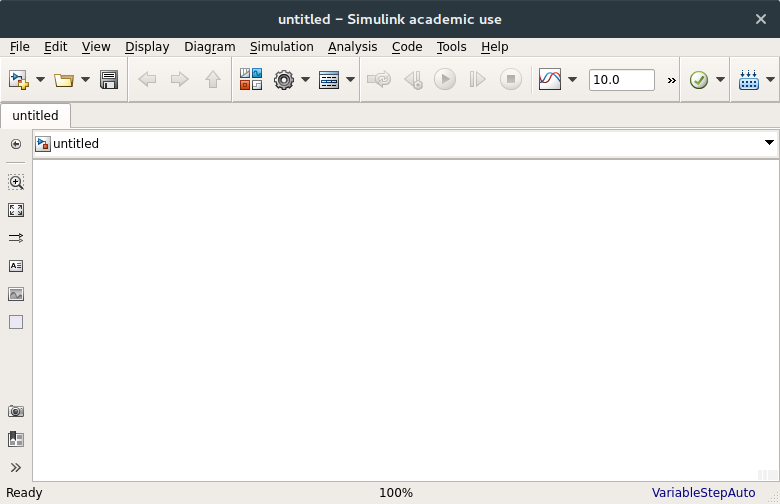 untitled − Simulink academic use
File Edit View Display Diagram Simulation Analysis Code Tools Help
10.0 »
untitled
untitled
A≡
Ready 100% VariableStepAuto